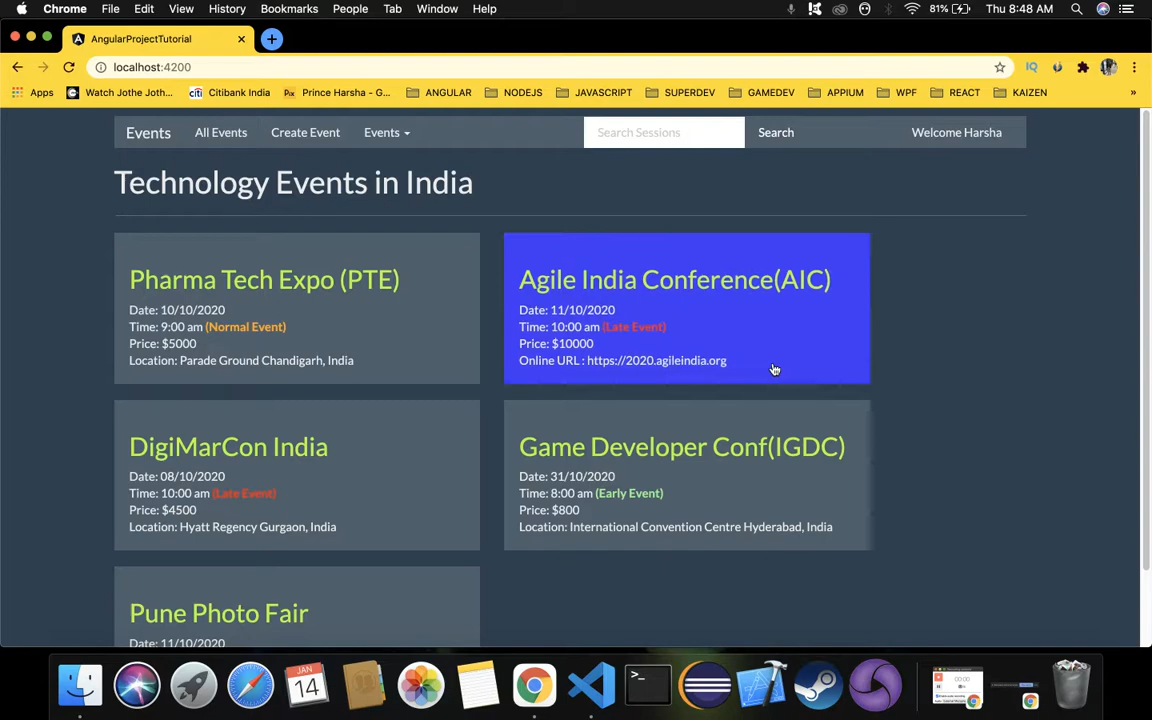 Chrome File Edit View History Bookmarks People Tab Window Help 81% Thu 8:48 AM
AngularProjectTutorial
localhost:4200
Apps Watch Jothe Joth... Citibank India Prince Harsha - G... ANGULAR NODEJS JAVASCRIPT SUPERDEV GAMEDEV APPIUM WPF REACT KAIZEN »
Events All Events Create Event Events Search Sessions Search Welcome Harsha
Technology Events in India
Pharma Tech Expo (PTE)
Date: 10/10/2020
Time: 9:00 am (Normal Event)
Price: $5000
Location: Parade Ground Chandigarh, India
Agile India Conference(AIC)
Date: 11/10/2020
Time: 10:00 am (Late Event)
Price: $10000
Online URL : https://2020.agileindia.org
DigiMarCon India
Date: 08/10/2020
Time: 10:00 am (Late Event)
Price: $4500
Location: Hyatt Regency Gurgaon, India
Game Developer Conf(IGDC)
Date: 31/10/2020
Time: 8:00 am (Early Event)
Price: $800
Location: International Convention Centre Hyderabad, India
Pune Photo Fair
Date: 11/10/2020
JAN
14